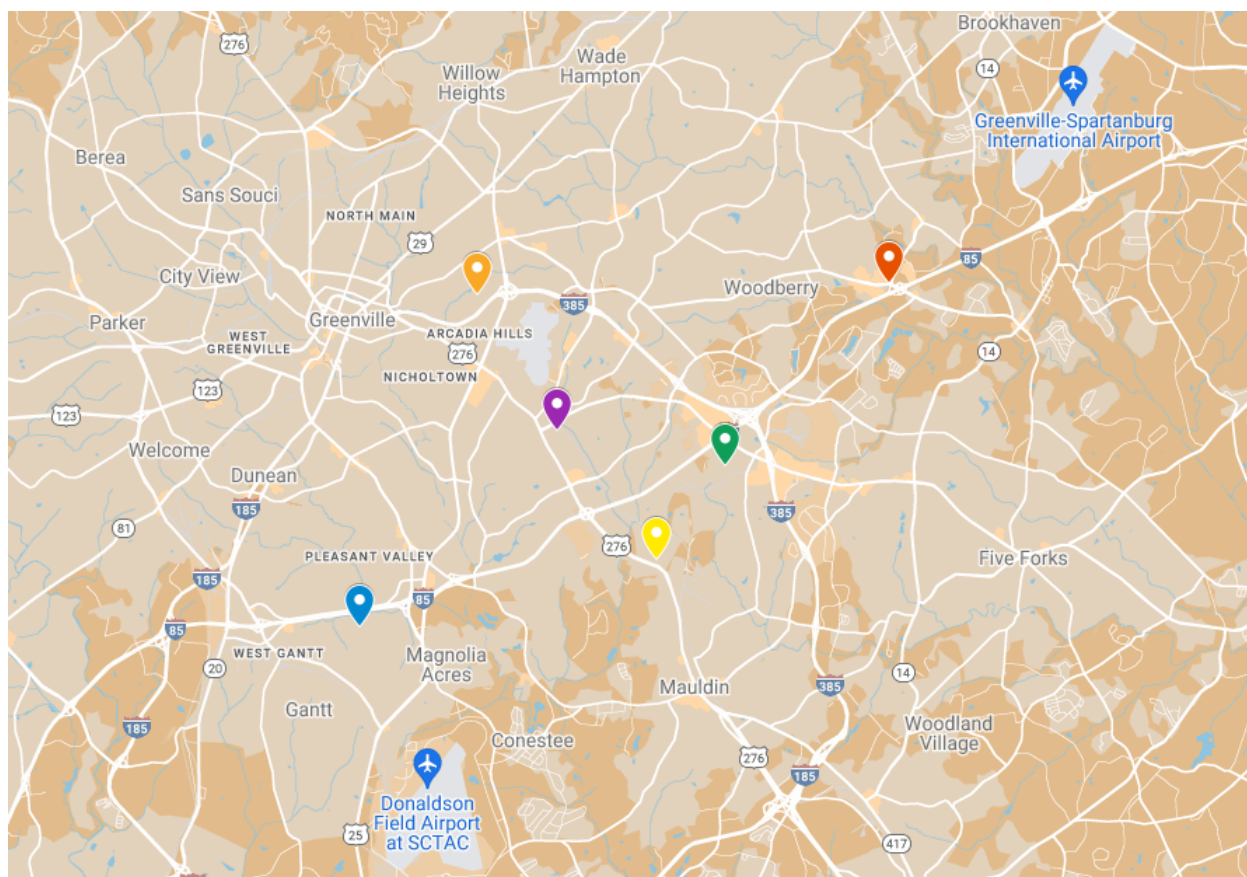 Brookhaven
276
Wade
Hampton
14
Willow
Heights
Greenville-Spartanburg
International Airport
Berea
Sans Souci
NORTH MAIN
29
85
City View
Woodberry
385
Parker
Greenville
ARCADIA HILLS
WEST
GREENVILLE
276
14
NICHOLTOWN
123
123
Welcome
Dunean
185
385
81
276
PLEASANT VALLEY
Five Forks
185
85
85
WEST GANTT
20
Magnolia
Acres
14
Mauldin
385
Gantt
185
Conestee
Woodland
Village
276
185
Donaldson
Field Airport
at SCTAC
25
417